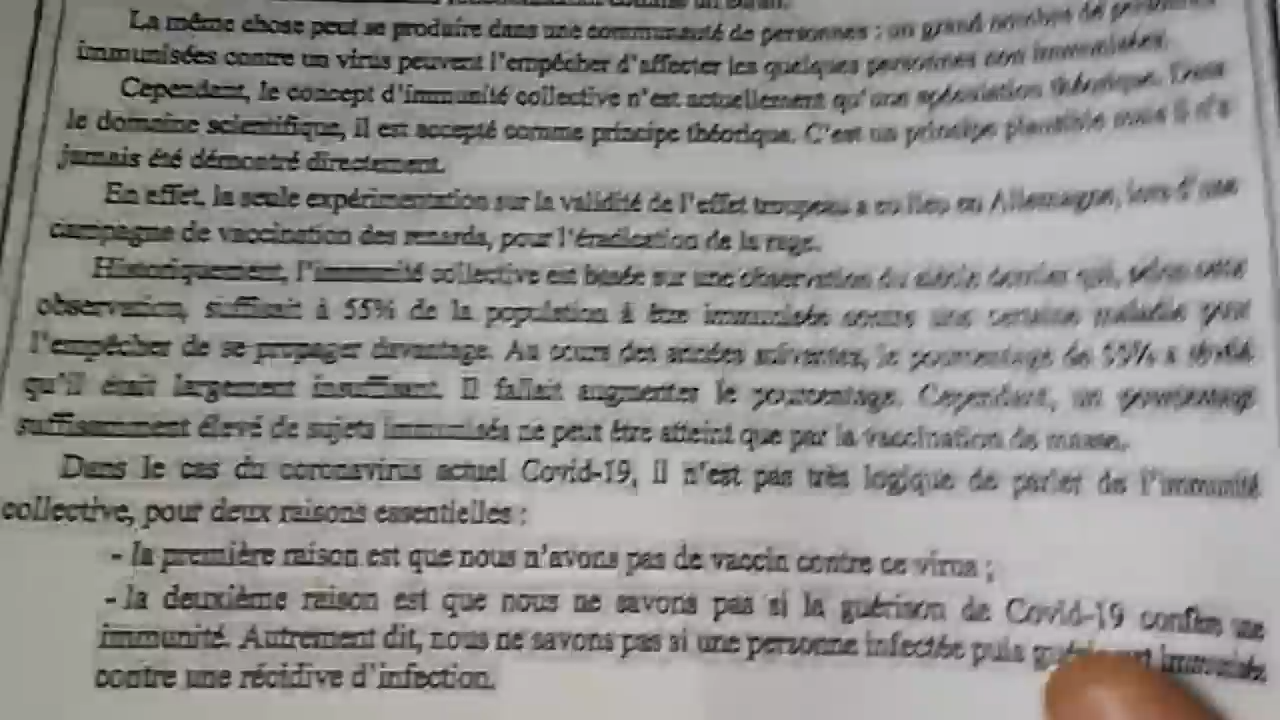 La même chose peut se produire dans une communauté de personnes : un grand nombre de personnes
immunisées contre un virus peuvent l'empêcher d'affecter les quelques personnes non immunisées.
Cependant, le concept d'immunité collective n'est actuellement qu'une spéculation théorique. Dans
le domaine scientifique, il est accepté comme principe théorique. C'est un principe plausible mais il n'a
jamais été démontré directement.
En effet, la seule expérimentation sur la validité de l'effet troupeau a eu lieu en Allemagne, lors d'une
campagne de vaccination des renards, pour l'éradication de la rage.
Historiquement, l'immunité collective est basée sur une observation du siècle dernier qui, selon cette
observation, suffisait à 55% de la population à être immunisée contre une certaine maladie pour
l'empêcher de se propager davantage. Au cours des années suivantes, le pourcentage de 55% a révélé
qu'il était largement insuffisant. Il fallait augmenter le pourcentage. Cependant, un pourcentage
suffisamment élevé de sujets immunisés ne peut être atteint que par la vaccination de masse.
Dans le cas du coronavirus actuel Covid-19, il n'est pas très logique de parler de l'immunité
collective, pour deux raisons essentielles :
- la première raison est que nous n'avons pas de vaccin contre ce virus ;
- la deuxième raison est que nous ne savons pas si la guérison de Covid-19 confère une
immunité. Autrement dit, nous ne savons pas si une personne infectée puis immunisée
contre une récidive d'infection.